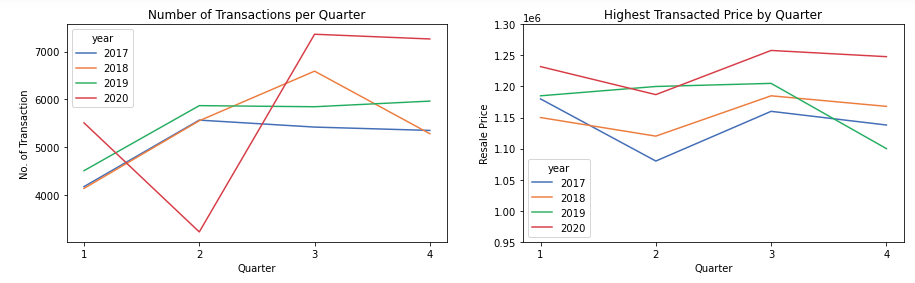 Number of Transactions per Quarter
year
2017
2018
2019
2020
7000
6000
5000
4000
No. of Transaction
1 2 3 4
Quarter
Highest Transacted Price by Quarter
1e6
1.30
1.25
1.20
1.15
1.10
1.05
1.00
0.95
Resale Price
year
2017
2018
2019
2020
1 2 3 4
Quarter